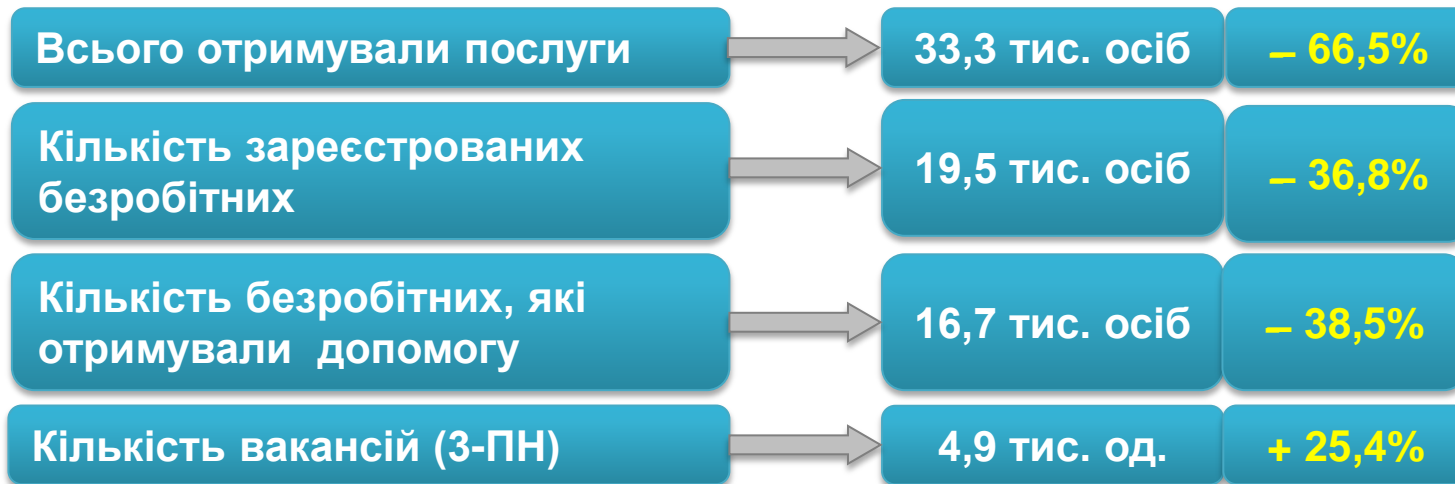 Всього отримували послуги 33,3 тис. осіб – 66,5%
Кількість зареєстрованих
безробітних 19,5 тис. осіб – 36,8%
Кількість безробітних, які
отримували допомогу 16,7 тис. осіб – 38,5%
Кількість вакансій (3-ПН) 4,9 тис. од. + 25,4%